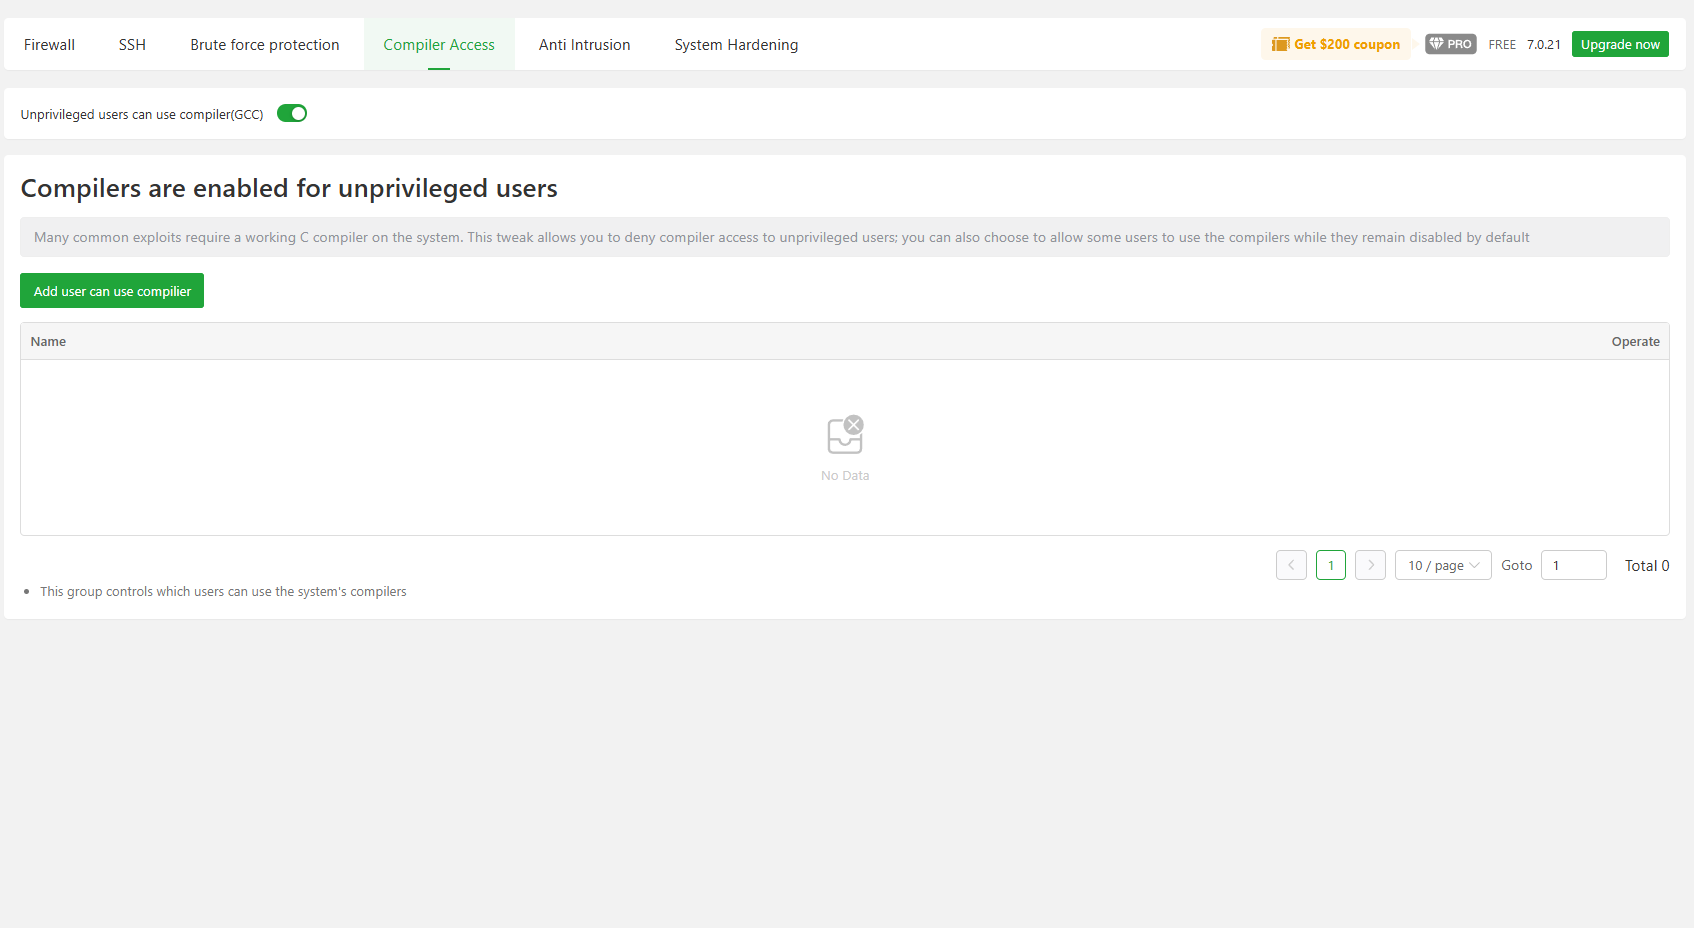 Firewall SSH Brute force protection Compiler Access Anti Intrusion System Hardening Get $200 coupon PRO FREE 7.0.21 Upgrade now
Unprivileged users can use compiler(GCC)
Compilers are enabled for unprivileged users
Many common exploits require a working C compiler on the system. This tweak allows you to deny compiler access to unprivileged users; you can also choose to allow some users to use the compilers while they remain disabled by default
Add user can use compilier
Name Operate
No Data
1 10 / page Goto 1 Total 0
• This group controls which users can use the system's compilers